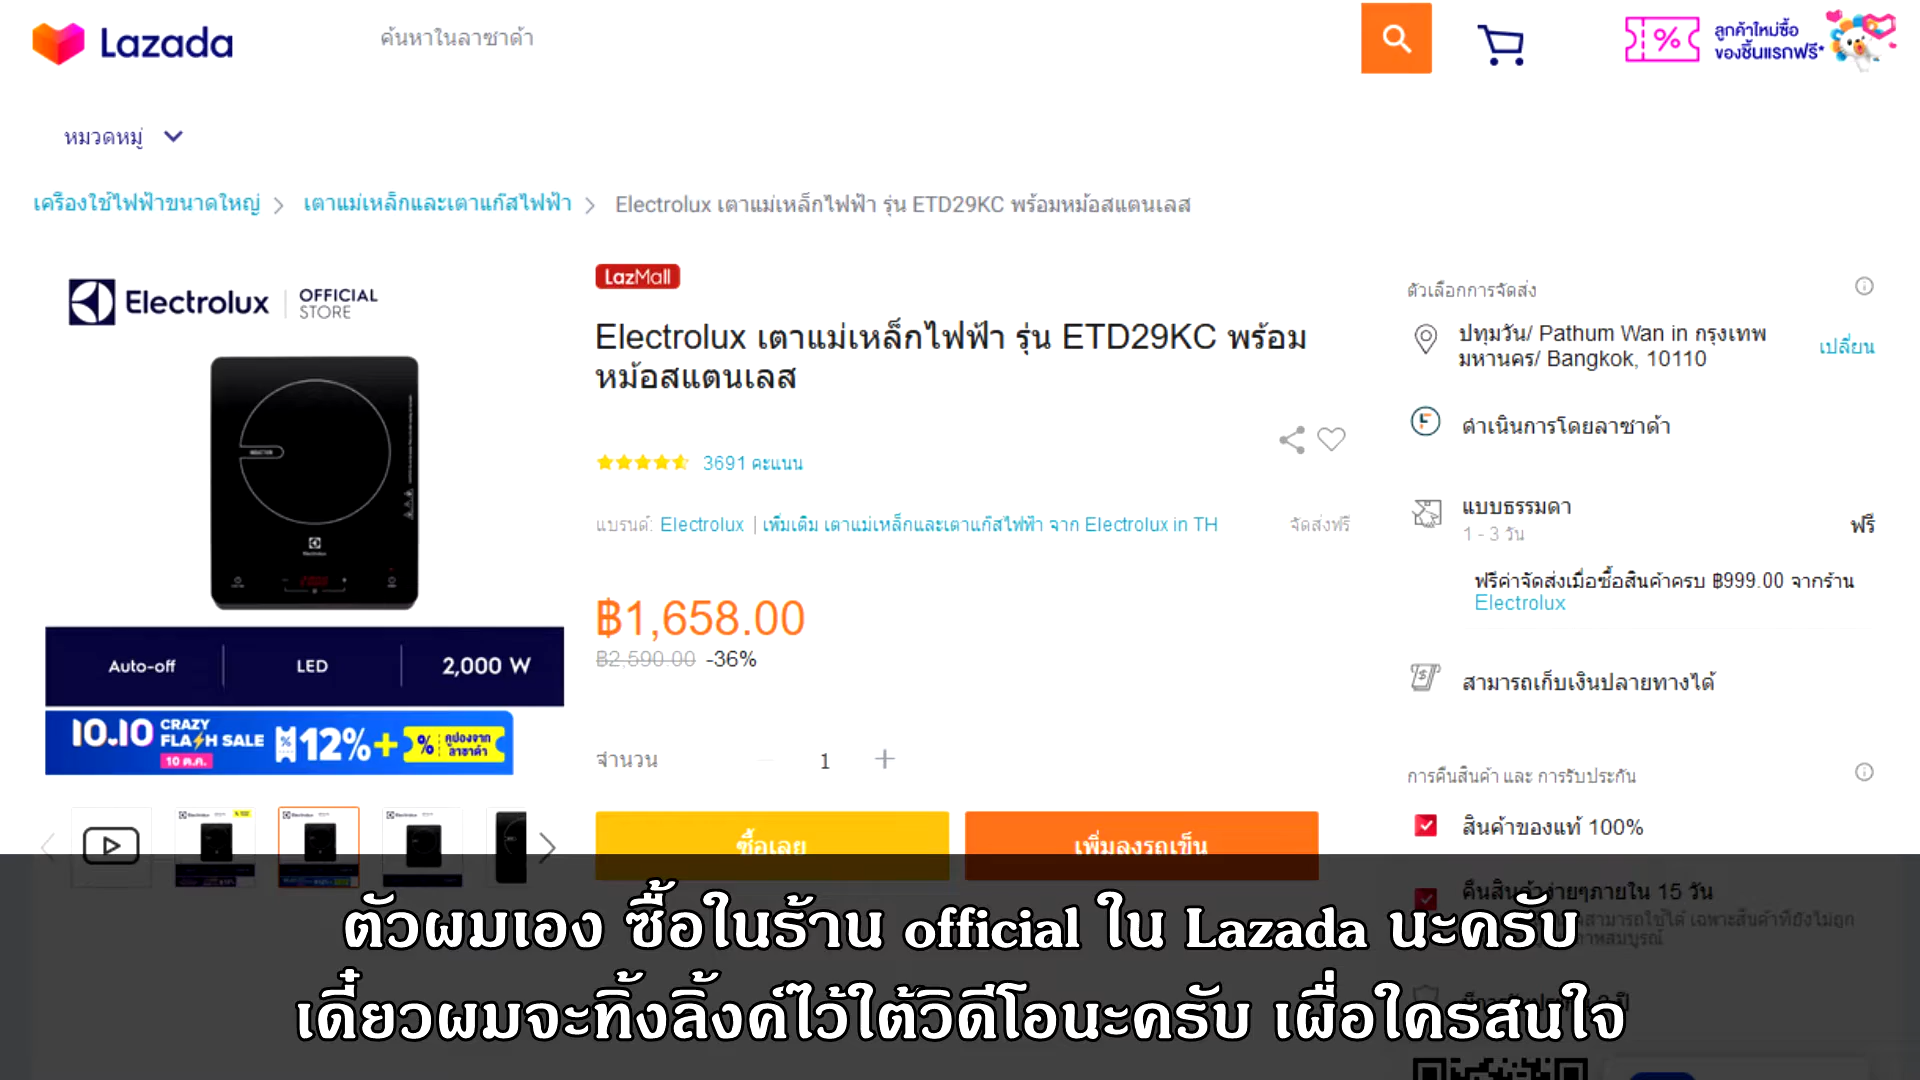 Lazada
ค้นหาในลาซาด้า
ลูกค้าใหม่ซื้อ
ของชิ้นแรกฟรี*
หมวดหมู่
เครื่องใช้ไฟฟ้าขนาดใหญ่ > เตาแม่เหล็กและเตาแก๊สไฟฟ้า > Electrolux เตาแม่เหล็กไฟฟ้า รุ่น ETD29KC พร้อมหม้อสแตนเลส
Electrolux | OFFICIAL STORE
Auto-off | LED | 2,000 W
10.10 CRAZY FLASH SALE 10 ต.ค. 12% + % คูปองจากลาซาด้า
LazMall
Electrolux เตาแม่เหล็กไฟฟ้า รุ่น ETD29KC พร้อม
หม้อสแตนเลส
3691 คะแนน
แบรนด์: Electrolux | เพิ่มเติม เตาแม่เหล็กและเตาแก๊สไฟฟ้า จาก Electrolux in TH
จัดส่งฟรี
฿1,658.00
฿2,590.00 -36%
จำนวน 1 +
ซื้อเลย
เพิ่มลงรถเข็น
ตัวเลือกการจัดส่ง
ปทุมวัน/ Pathum Wan in กรุงเทพ
มหานคร/ Bangkok, 10110
เปลี่ยน
ดำเนินการโดยลาซาด้า
แบบธรรมดา
1 - 3 วัน
ฟรี
ฟรีค่าจัดส่งเมื่อซื้อสินค้าครบ ฿999.00 จากร้าน
Electrolux
สามารถเก็บเงินปลายทางได้
การคืนสินค้า และ การรับประกัน
สินค้าของแท้ 100%
คืนสินค้าง่ายๆภายใน 15 วัน
ตัวผมเอง ซื้อในร้าน official ใน Lazada นะครับ
เดี๋ยวผมจะทิ้งลิ้งค์ไว้ใต้วิดีโอนะครับ เผื่อใครสนใจ